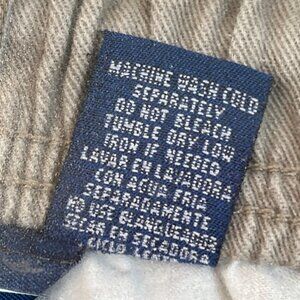 MACHINE WASH COLD
SEPARATELY
DO NOT BLEACH
TUMBLE DRY LOW
IRON IF NEEDED
LAVAR EN LAVADORA
CON AGUA FRIA
SEPARADAMENTE
NO USE BLANQUEADOR
SECAR EN SECADORA